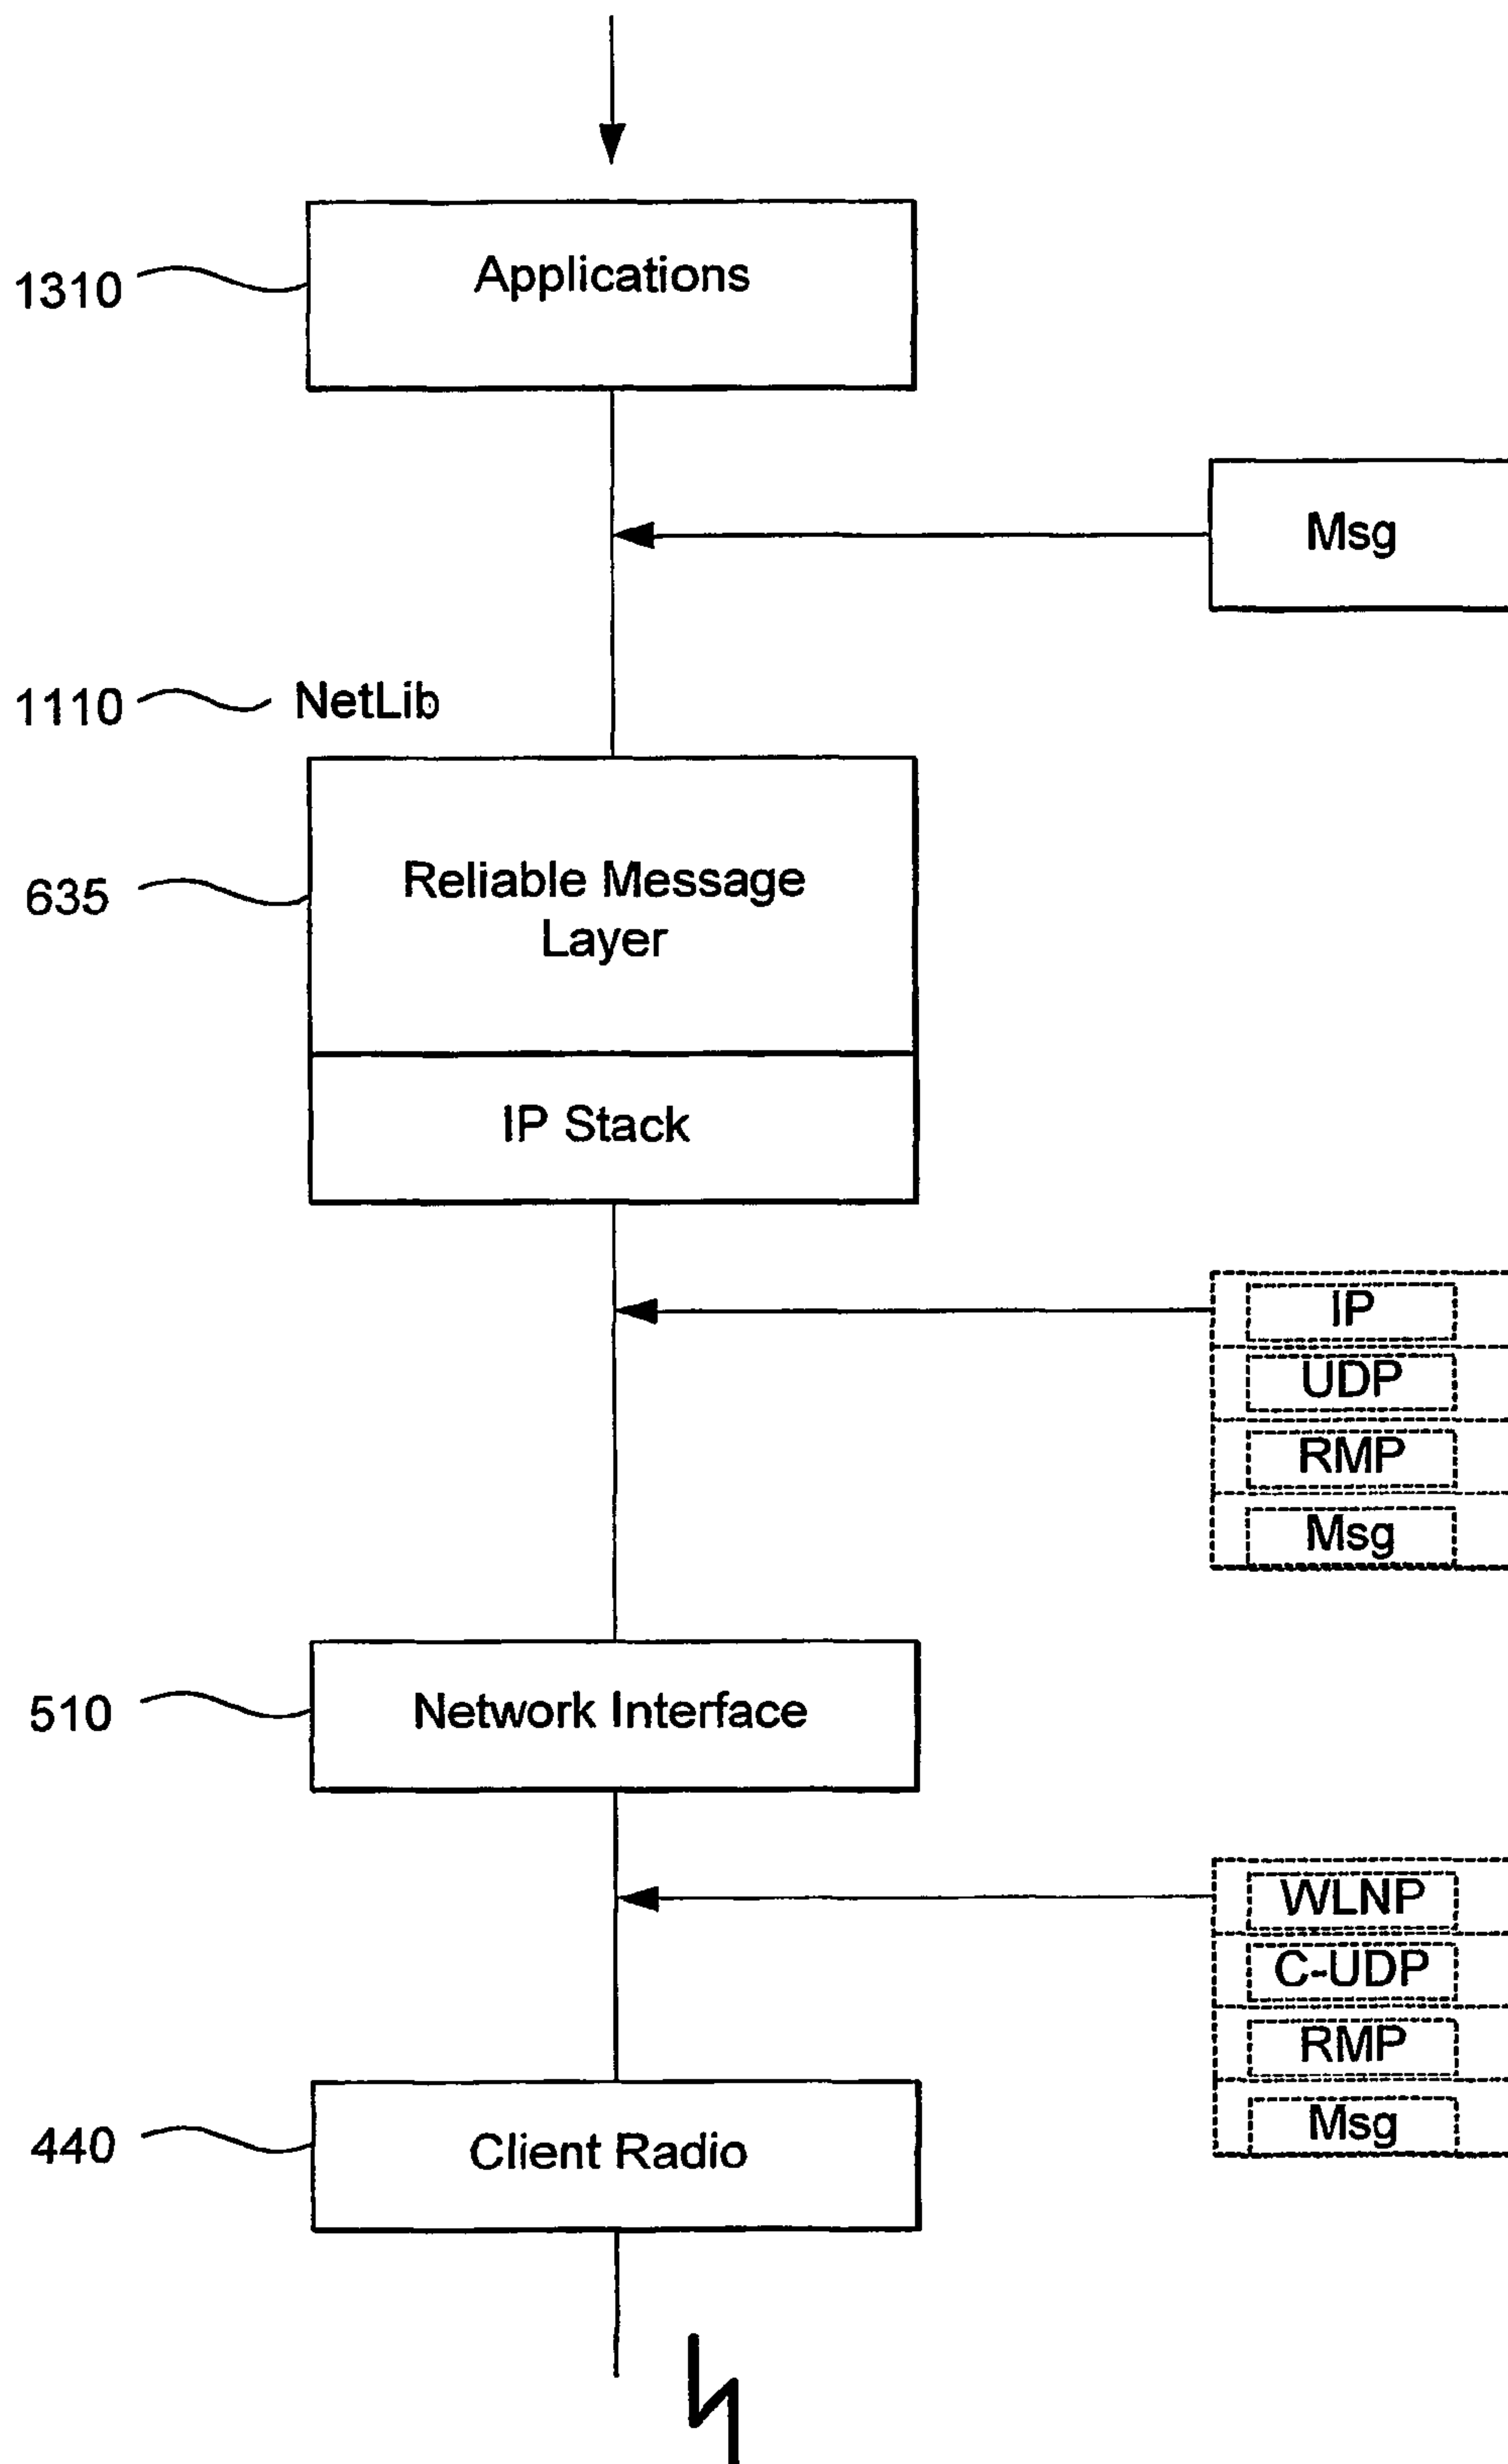 1310
Applications
Msg
1110
NetLib
635
Reliable Message
Layer
IP Stack
IP
UDP
RMP
Msg
510
Network Interface
WLNP
C-UDP
RMP
Msg
440
Client Radio